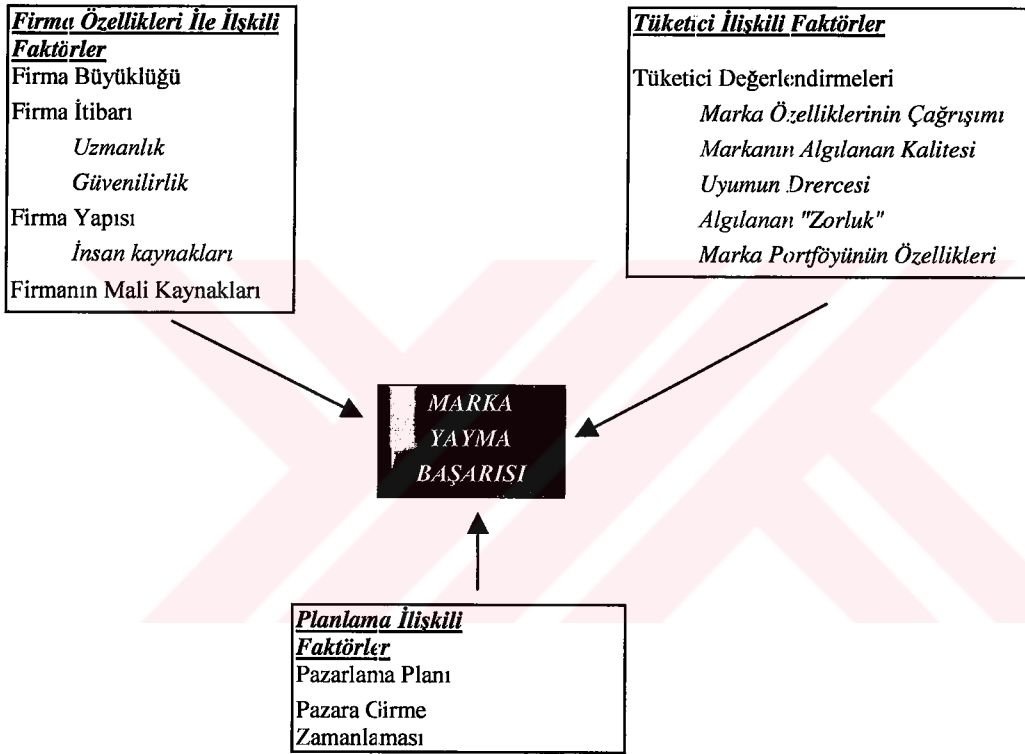 Firma Özellikleri İle İlşkili
Faktörler
Firma Büyüklüğü
Firma İtibarı
Uzmanlık
Güvenilirlik
Firma Yapısı
İnsan kaynakları
Firmanın Mali Kaynakları
Tüketici İlişkili Faktörler
Tüketici Değerlendirmeleri
Marka Özelliklerinin Çağrışımı
Markanın Algılanan Kalitesi
Uyumun Drercesi
Algılanan "Zorluk"
Marka Portföyünün Özellikleri
MARKA
YAYMA
BAŞARISI
Planlama İlişkili
Faktörler
Pazarlama Planı
Pazara Girme
Zamanlaması